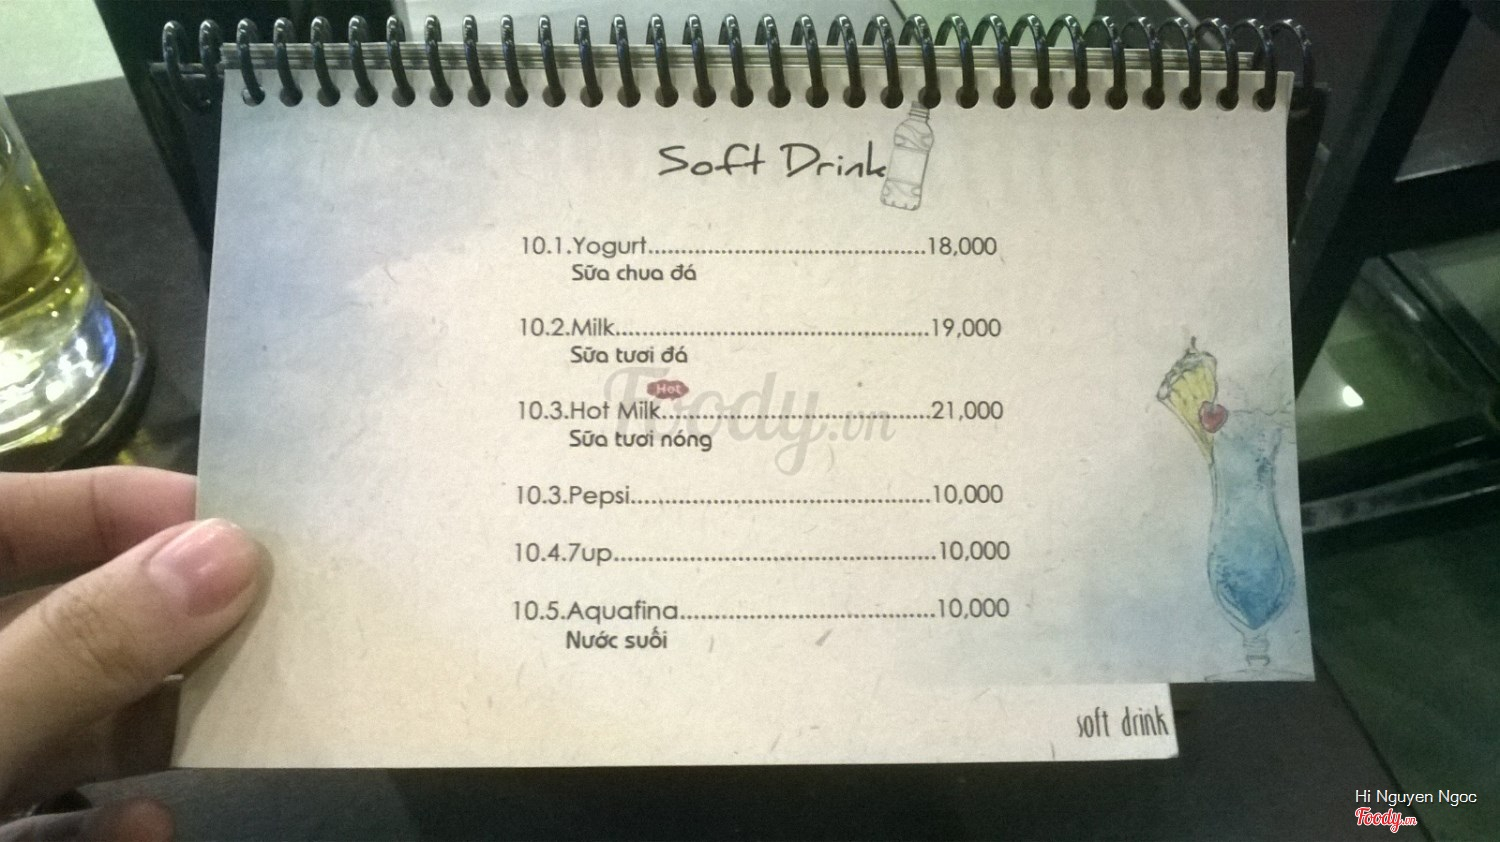 Soft Drink
10.1.Yogurt..........................................18,000
Sữa chua đá
10.2.Milk...............................................19,000
Sữa tươi đá
Hot
10.3.Hot Milk.........................................21,000
Sữa tươi nóng
Foody.vn
10.3.Pepsi.............................................10,000
10.4.7up................................................10,000
10.5.Aquafina.......................................10,000
Nước suối
soft drink
Hi Nguyen Ngoc
Foody.vn